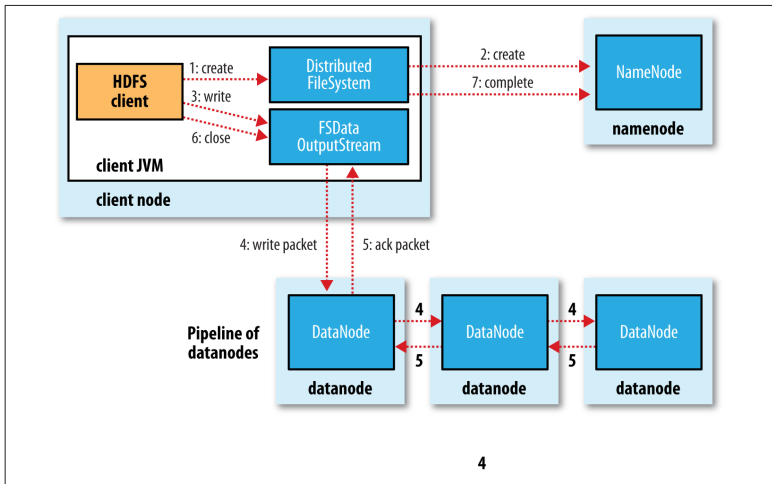 HDFS
client
1: create
3: write
6: close
Distributed
FileSystem
FSData
OutputStream
client JVM
client node
2: create
7: complete
NameNode
namenode
4: write packet
5: ack packet
Pipeline of
datanodes
DataNode
datanode
4
5
DataNode
datanode
4
5
DataNode
datanode
4